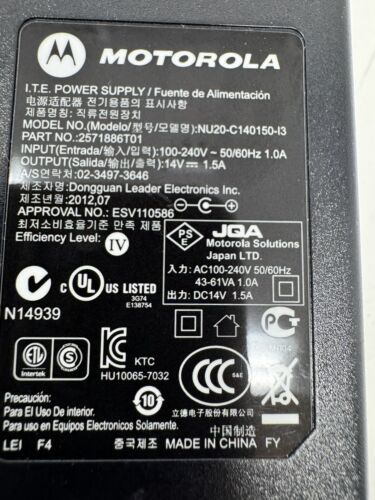 MOTOROLA
I.T.E. POWER SUPPLY / Fuente de Alimentación
电源适配器 전기용품의 표시사항
제품명칭: 직류전원장치
MODEL NO.(Modelo/型号/모델명): NU20-C140150-I3
PART NO.:2571886T01
INPUT(Entrada/输入/입력):100-240V~ 50/60Hz 1.0A
OUTPUT(Salida/输出/출력):14V⎓ 1.5A
A/S연락처:02-3497-3646
제조자명:Dongguan Leader Electronics Inc.
제조년월:2012,07
APPROVAL NO.: ESV110586
최저소비효율기준 만족 제품
Efficiency Level: IV
PS
E
JQA
Motorola Solutions
Japan LTD.
入力: AC100-240V 50/60Hz
43-61VA 1.0A
出力: DC14V 1.5A
c UL US LISTED
3G74
E138754
N14939
ETL
Intertek
S
KTC
HU10065-7032
CCC
S&E
PG
Precaución:
Para El Uso De interior.
Para uso en Equipos Electronicos Solamente.
10
立德电子股份有限公司
中国制造
LEI F4
중국제조 MADE IN CHINA FY